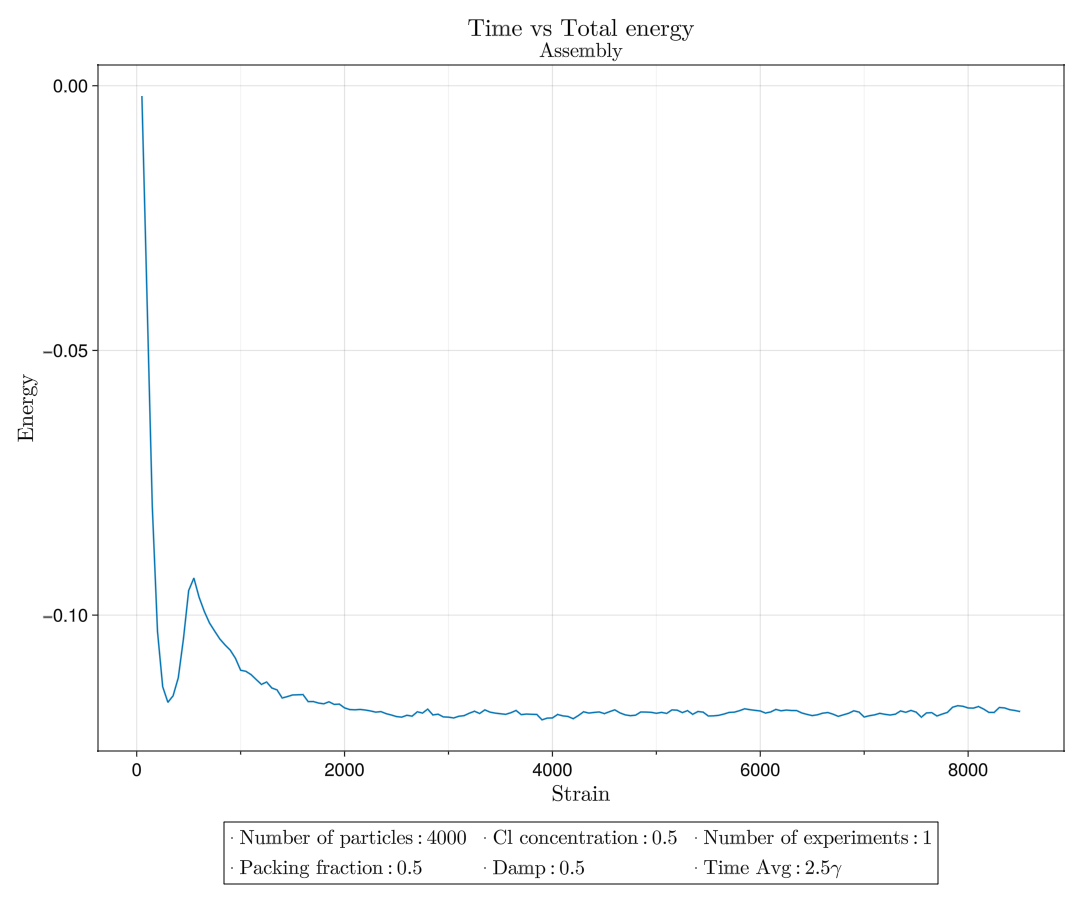 Time vs Total energy
Assembly
0.00
−0.05
−0.10
Energy
0 2000 4000 6000 8000
Strain
· Number of particles : 4000 · Cl concentration : 0.5 · Number of experiments : 1
· Packing fraction : 0.5 · Damp : 0.5 · Time Avg : 2.5γ